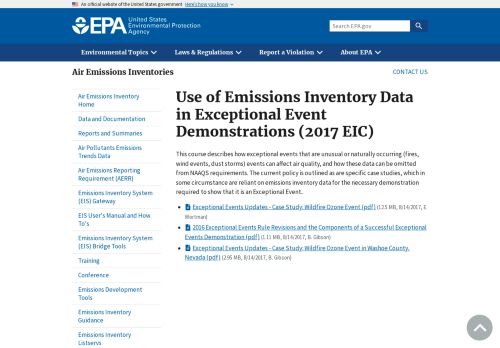 An official website of the United States government Here's how you know
EPA United States
Environmental Protection
Agency
Search EPA.gov
Environmental Topics Laws & Regulations Report a Violation About EPA
Air Emissions Inventories
CONTACT US
Air Emissions Inventory
Home
Data and Documentation
Reports and Summaries
Air Pollutants Emissions
Trends Data
Air Emissions Reporting
Requirement (AERR)
Emissions Inventory System
(EIS) Gateway
EIS User's Manual and How
To's
Emissions Inventory System
(EIS) Bridge Tools
Training
Conference
Emissions Development
Tools
Emissions Inventory
Guidance
Emissions Inventory
Listservs
Use of Emissions Inventory Data
in Exceptional Event
Demonstrations (2017 EIC)
This course describes how exceptional events that are unusual or naturally occurring (fires,
wind events, dust storms) events can affect air quality, and how these data can be omitted
from NAAQS requirements. The current policy is outlined as are specific case studies, which in
some circumstance are reliant on emissions inventory data for the necessary demonstration
required to show that it is an Exceptional Event.
Exceptional Events Updates - Case Study: Wildfire Ozone Event (pdf) (1.25 MB, 8/14/2017, E.
Wortman)
2016 Exceptional Events Rule Revisions and the Components of a Successful Exceptional
Events Demonstration (pdf) (1.11 MB, 8/14/2017, B. Gibson)
Exceptional Events Updates - Case Study: Wildfire Ozone Event in Washoe County,
Nevada (pdf) (2.95 MB, 8/14/2017, B. Gibson)